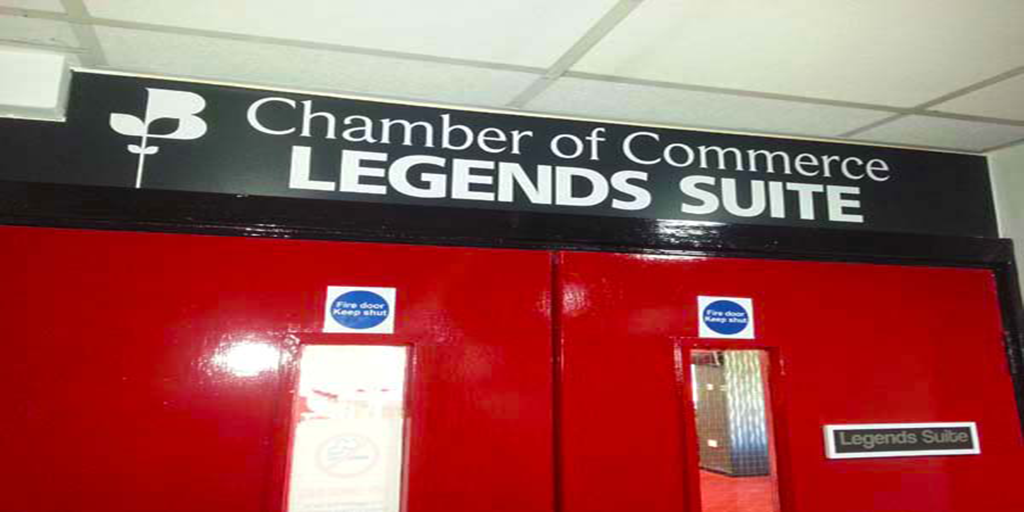 B
Chamber of Commerce
LEGENDS SUITE
Fire door
Keep shut
Fire door
Keep shut
Legends Suite